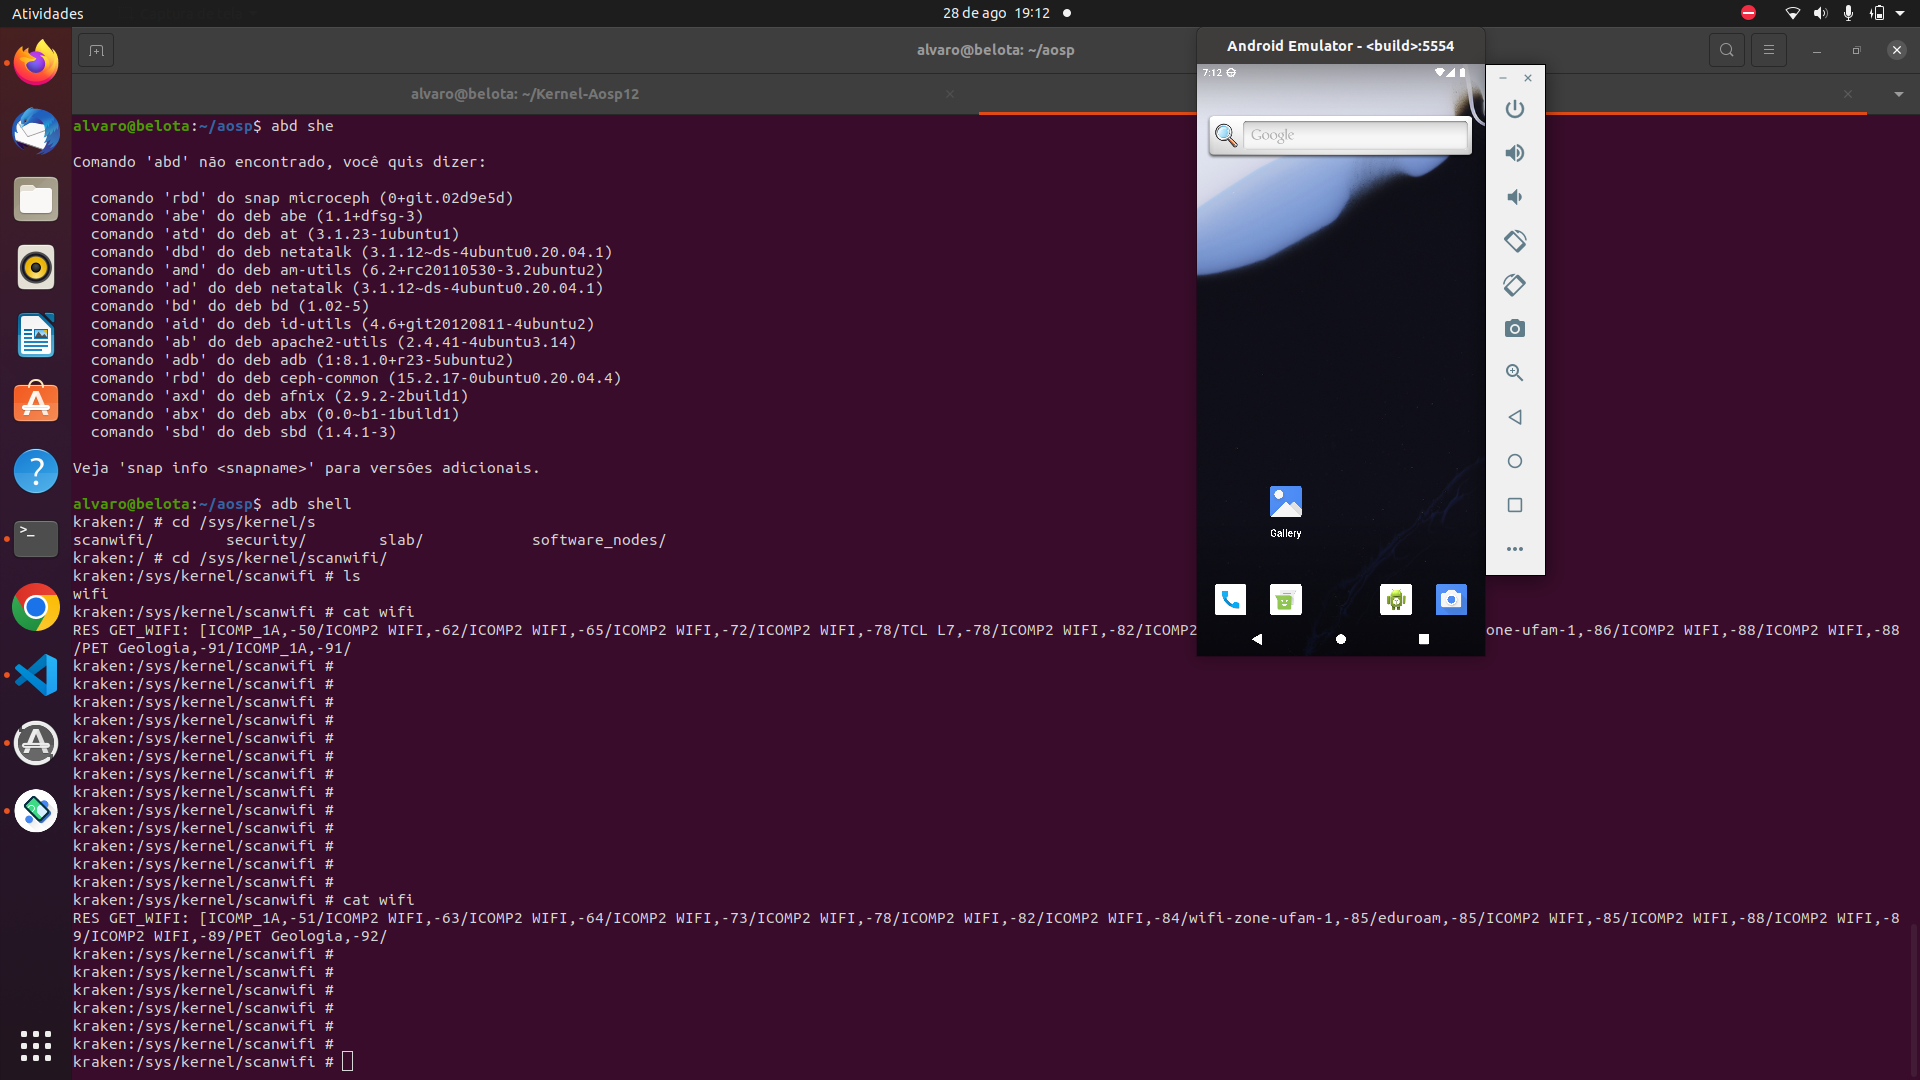 Atividades
28 de ago 19:12
alvaro@belota: ~/aosp
alvaro@belota: ~/Kernel-Aosp12
alvaro@belota:~/aosp$ abd she
Comando 'abd' não encontrado, você quis dizer:
comando 'rbd' do snap microceph (0+git.02d9e5d)
comando 'abe' do deb abe (1.1+dfsg-3)
comando 'atd' do deb at (3.1.23-1ubuntu1)
comando 'dbd' do deb netatalk (3.1.12~ds-4ubuntu0.20.04.1)
comando 'amd' do deb am-utils (6.2+rc20110530-3.2ubuntu2)
comando 'ad' do deb netatalk (3.1.12~ds-4ubuntu0.20.04.1)
comando 'bd' do deb bd (1.02-5)
comando 'aid' do deb id-utils (4.6+git20120811-4ubuntu2)
comando 'ab' do deb apache2-utils (2.4.41-4ubuntu3.14)
comando 'adb' do deb adb (1:8.1.0+r23-5ubuntu2)
comando 'rbd' do deb ceph-common (15.2.17-0ubuntu0.20.04.4)
comando 'axd' do deb afnix (2.9.2-2build1)
comando 'abx' do deb abx (0.0~b1-1build1)
comando 'sbd' do deb sbd (1.4.1-3)
Veja 'snap info <snapname>' para versões adicionais.
alvaro@belota:~/aosp$ adb shell
kraken:/ # cd /sys/kernel/s
scanwifi/ security/ slab/ software_nodes/
kraken:/ # cd /sys/kernel/scanwifi/
kraken:/sys/kernel/scanwifi # ls
wifi
kraken:/sys/kernel/scanwifi # cat wifi
RES GET_WIFI: [ICOMP_1A,-50/ICOMP2 WIFI,-62/ICOMP2 WIFI,-65/ICOMP2 WIFI,-72/ICOMP2 WIFI,-78/TCL L7,-78/ICOMP2 WIFI,-82/ICOMP2 zone-ufam-1,-86/ICOMP2 WIFI,-88/ICOMP2 WIFI,-88
/PET Geologia,-91/ICOMP_1A,-91/
kraken:/sys/kernel/scanwifi #
kraken:/sys/kernel/scanwifi #
kraken:/sys/kernel/scanwifi #
kraken:/sys/kernel/scanwifi #
kraken:/sys/kernel/scanwifi #
kraken:/sys/kernel/scanwifi #
kraken:/sys/kernel/scanwifi #
kraken:/sys/kernel/scanwifi #
kraken:/sys/kernel/scanwifi #
kraken:/sys/kernel/scanwifi #
kraken:/sys/kernel/scanwifi #
kraken:/sys/kernel/scanwifi #
kraken:/sys/kernel/scanwifi #
kraken:/sys/kernel/scanwifi # cat wifi
RES GET_WIFI: [ICOMP_1A,-51/ICOMP2 WIFI,-63/ICOMP2 WIFI,-64/ICOMP2 WIFI,-73/ICOMP2 WIFI,-78/ICOMP2 WIFI,-82/ICOMP2 WIFI,-84/wifi-zone-ufam-1,-85/eduroam,-85/ICOMP2 WIFI,-85/ICOMP2 WIFI,-88/ICOMP2 WIFI,-8
9/ICOMP2 WIFI,-89/PET Geologia,-92/
kraken:/sys/kernel/scanwifi #
kraken:/sys/kernel/scanwifi #
kraken:/sys/kernel/scanwifi #
kraken:/sys/kernel/scanwifi #
kraken:/sys/kernel/scanwifi #
kraken:/sys/kernel/scanwifi #
kraken:/sys/kernel/scanwifi #
Android Emulator - <build>:5554
7:12
Google
Gallery